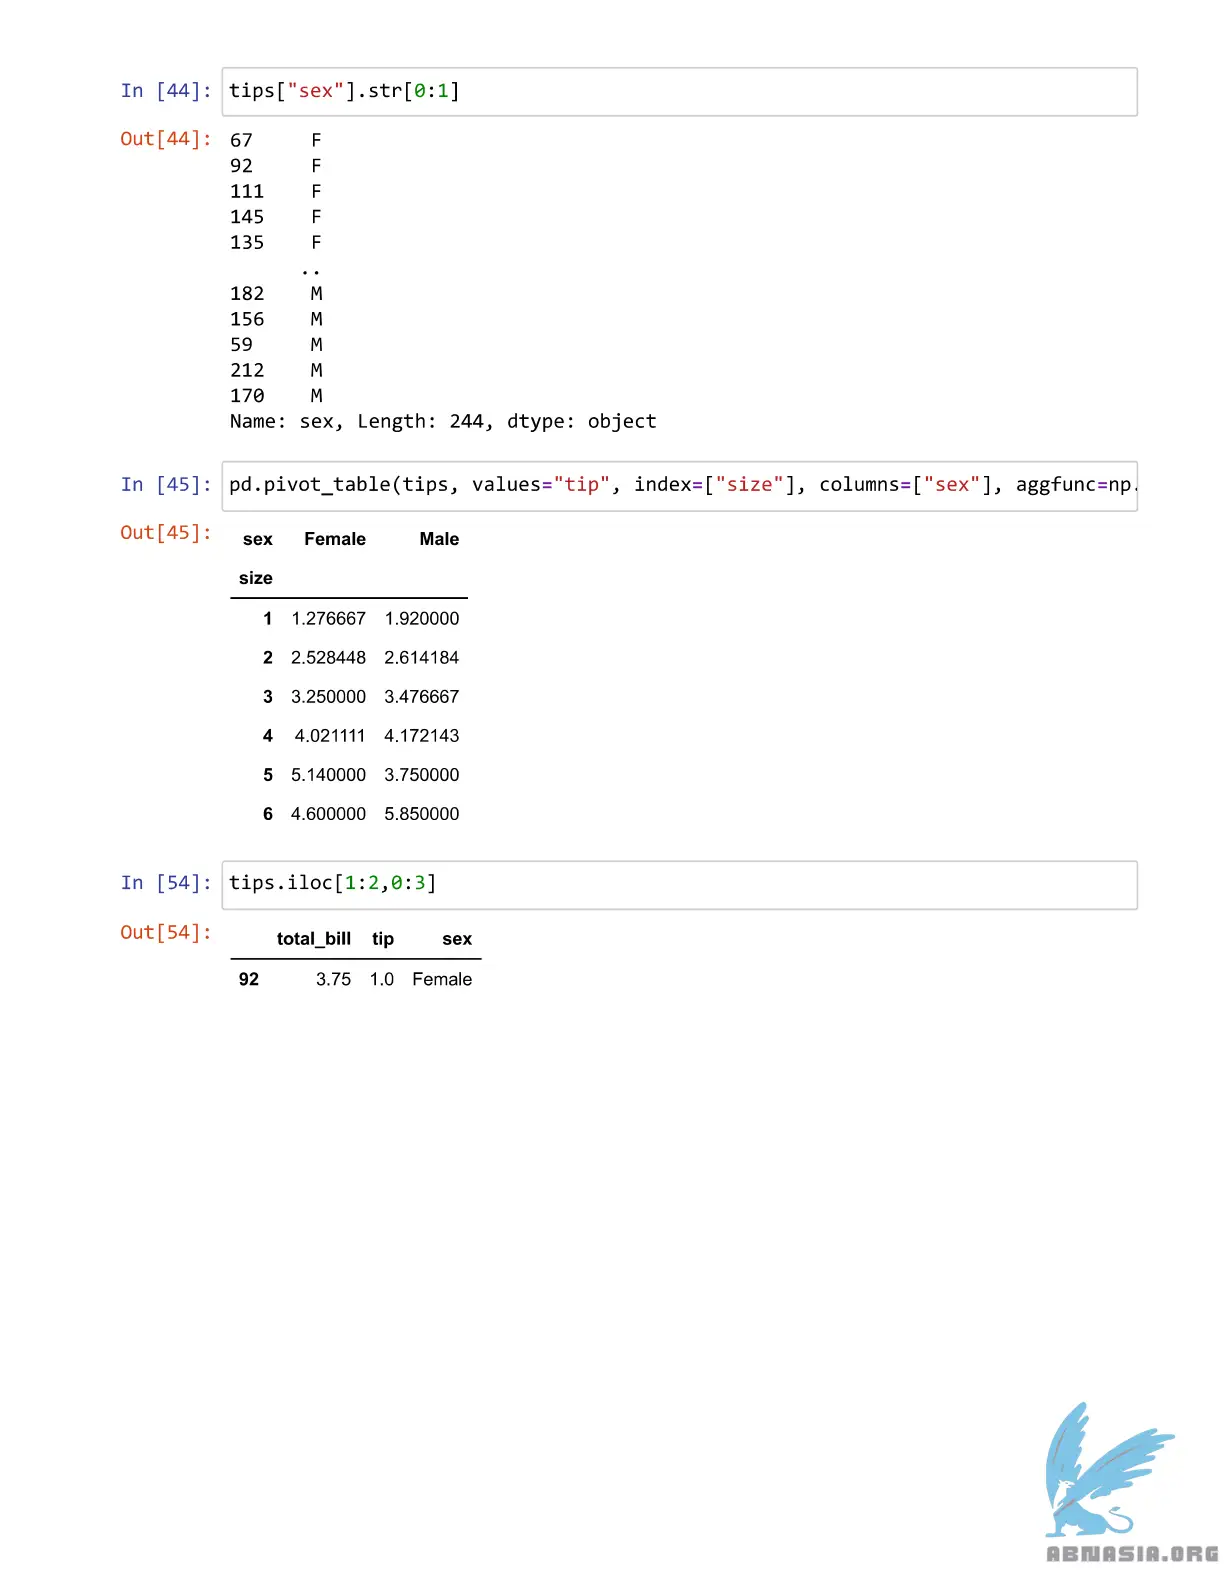 In [44]: tips["sex"].str[0:1]
Out[44]: 67 F
92 F
111 F
145 F
135 F
..
182 M
156 M
59 M
212 M
170 M
Name: sex, Length: 244, dtype: object
In [45]: pd.pivot_table(tips, values="tip", index=["size"], columns=["sex"], aggfunc=np.
Out[45]: sex Female Male
size
1 1.276667 1.920000
2 2.528448 2.614184
3 3.250000 3.476667
4 4.021111 4.172143
5 5.140000 3.750000
6 4.600000 5.850000
In [54]: tips.iloc[1:2,0:3]
Out[54]: total_bill tip sex
92 3.75 1.0 Female
ABNASIA.ORG